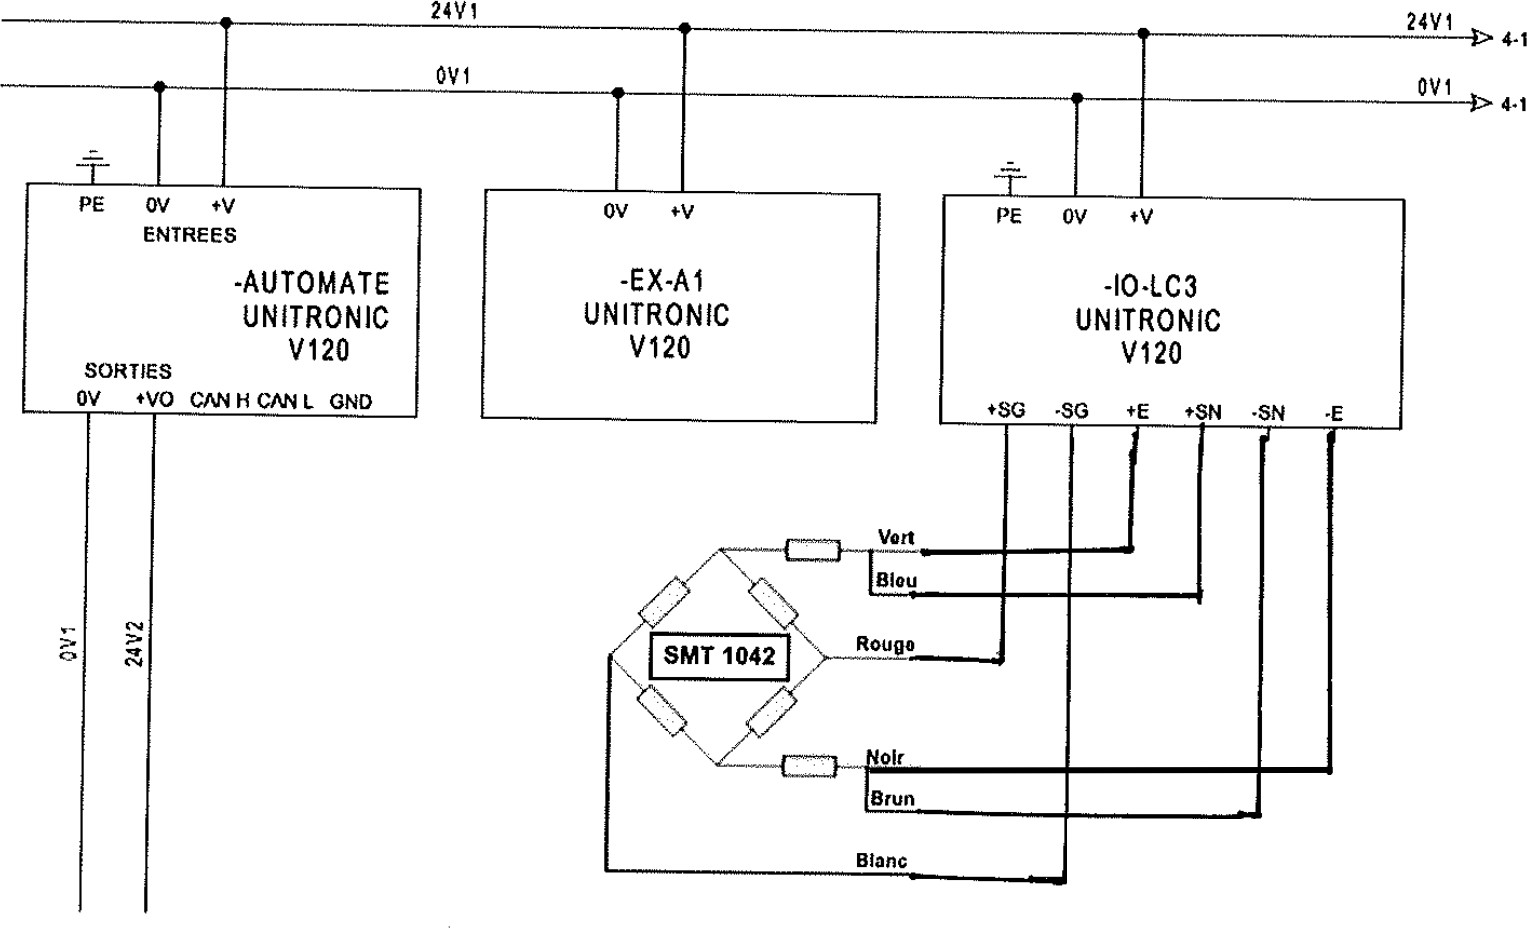 24V1
24V1
4-1
0V1
0V1
4-1
PE 0V +V
ENTREES
-AUTOMATE
UNITRONIC
V120
SORTIES
0V +VO CAN H CAN L GND
0V +V
-EX-A1
UNITRONIC
V120
PE 0V +V
-IO-LC3
UNITRONIC
V120
+SG -SG +E +SN -SN -E
0V1
24V2
Vert
Bleu
Rouge
SMT 1042
Noir
Brun
Blanc